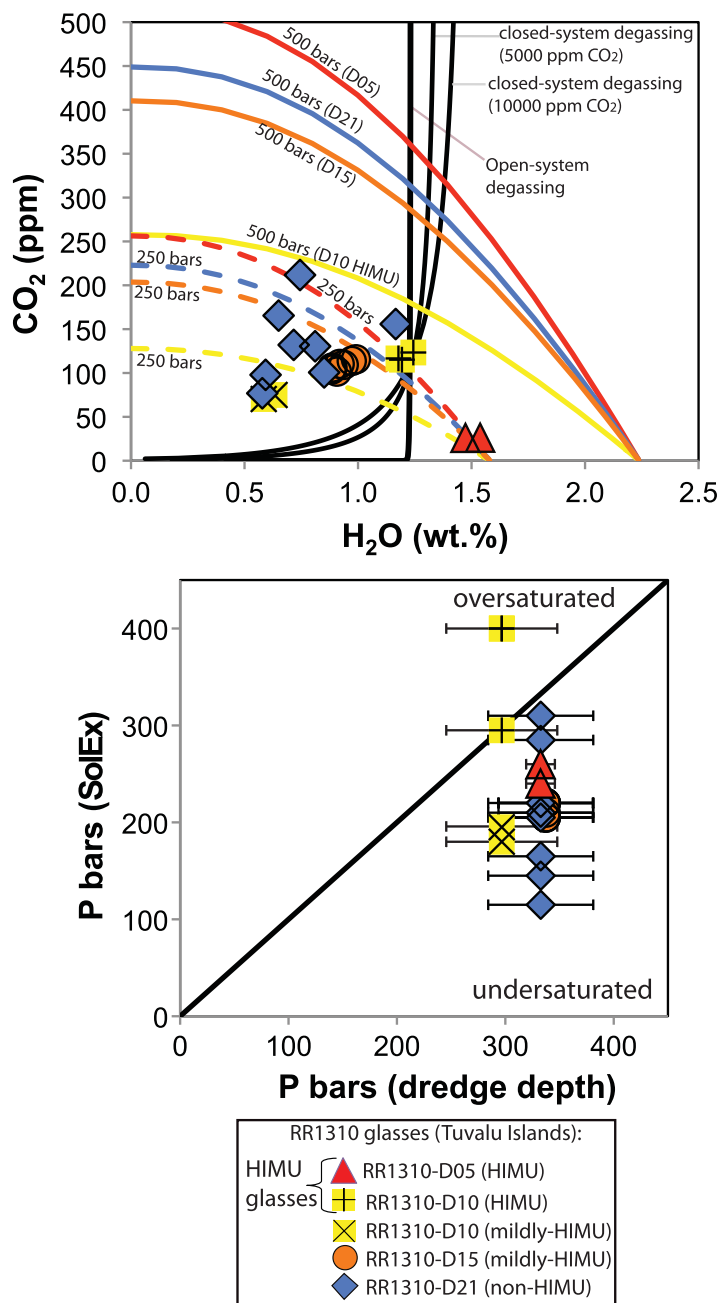 500
450
400
350
300
250
200
150
100
50
0
CO2 (ppm)
0.0
0.5
1.0
1.5
2.0
2.5
H2O (wt.%)
500 bars (D05)
500 bars (D21)
500 bars (D15)
500 bars (D10 HIMU)
250 bars
250 bars
250 bars
250 bars
closed-system degassing
(5000 ppm CO2)
closed-system degassing
(10000 ppm CO2)
Open-system
degassing
oversaturated
400
300
200
100
0
P bars (SolEx)
undersaturated
0
100
200
300
400
P bars (dredge depth)
RR1310 glasses (Tuvalu Islands):
HIMU
glasses
RR1310-D05 (HIMU)
RR1310-D10 (HIMU)
RR1310-D10 (mildly-HIMU)
RR1310-D15 (mildly-HIMU)
RR1310-D21 (non-HIMU)